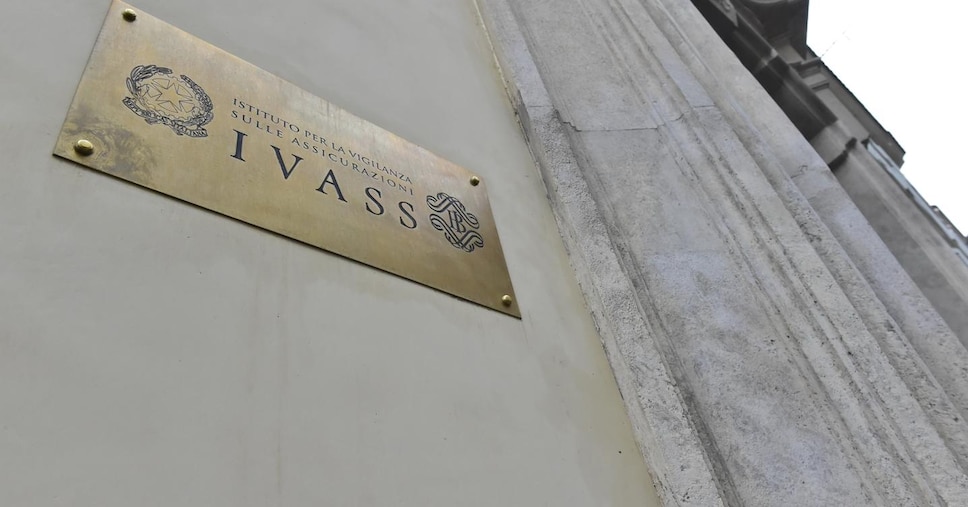 ISTITUTO PER LA VIGILANZA
SULLE ASSICURAZIONI
IVASS